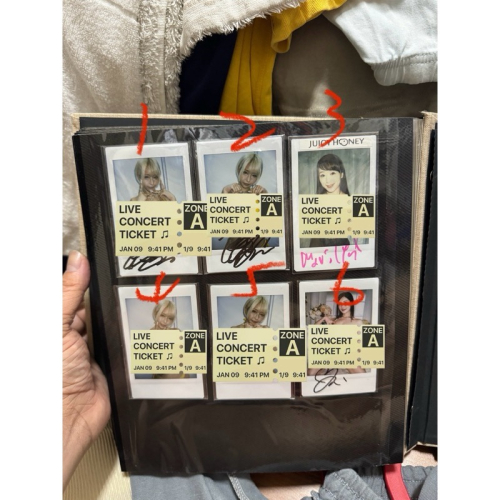 1 2 3
JUICY HONEY
LIVE
CONCERT
TICKET ♫
ZONE
A
JAN 09 9:41 PM 1/9 9:41
LIVE
CONCERT
TICKET ♫
ZONE
A
JAN 09 9:41 PM 1/9 9:41
LIVE
CONCERT
TICKET ♫
ZONE
A
JAN 09 9:41 PM 1/9 9:41
4 5 6
LIVE
CONCERT
TICKET ♫
ZONE
A
JAN 09 9:41 PM 1/9 9:41
LIVE
CONCERT
TICKET ♫
ZONE
A
JAN 09 9:41 PM 1/9 9:41
LIVE
CONCERT
TICKET ♫
ZONE
A
JAN 09 9:41 PM 1/9 9:41